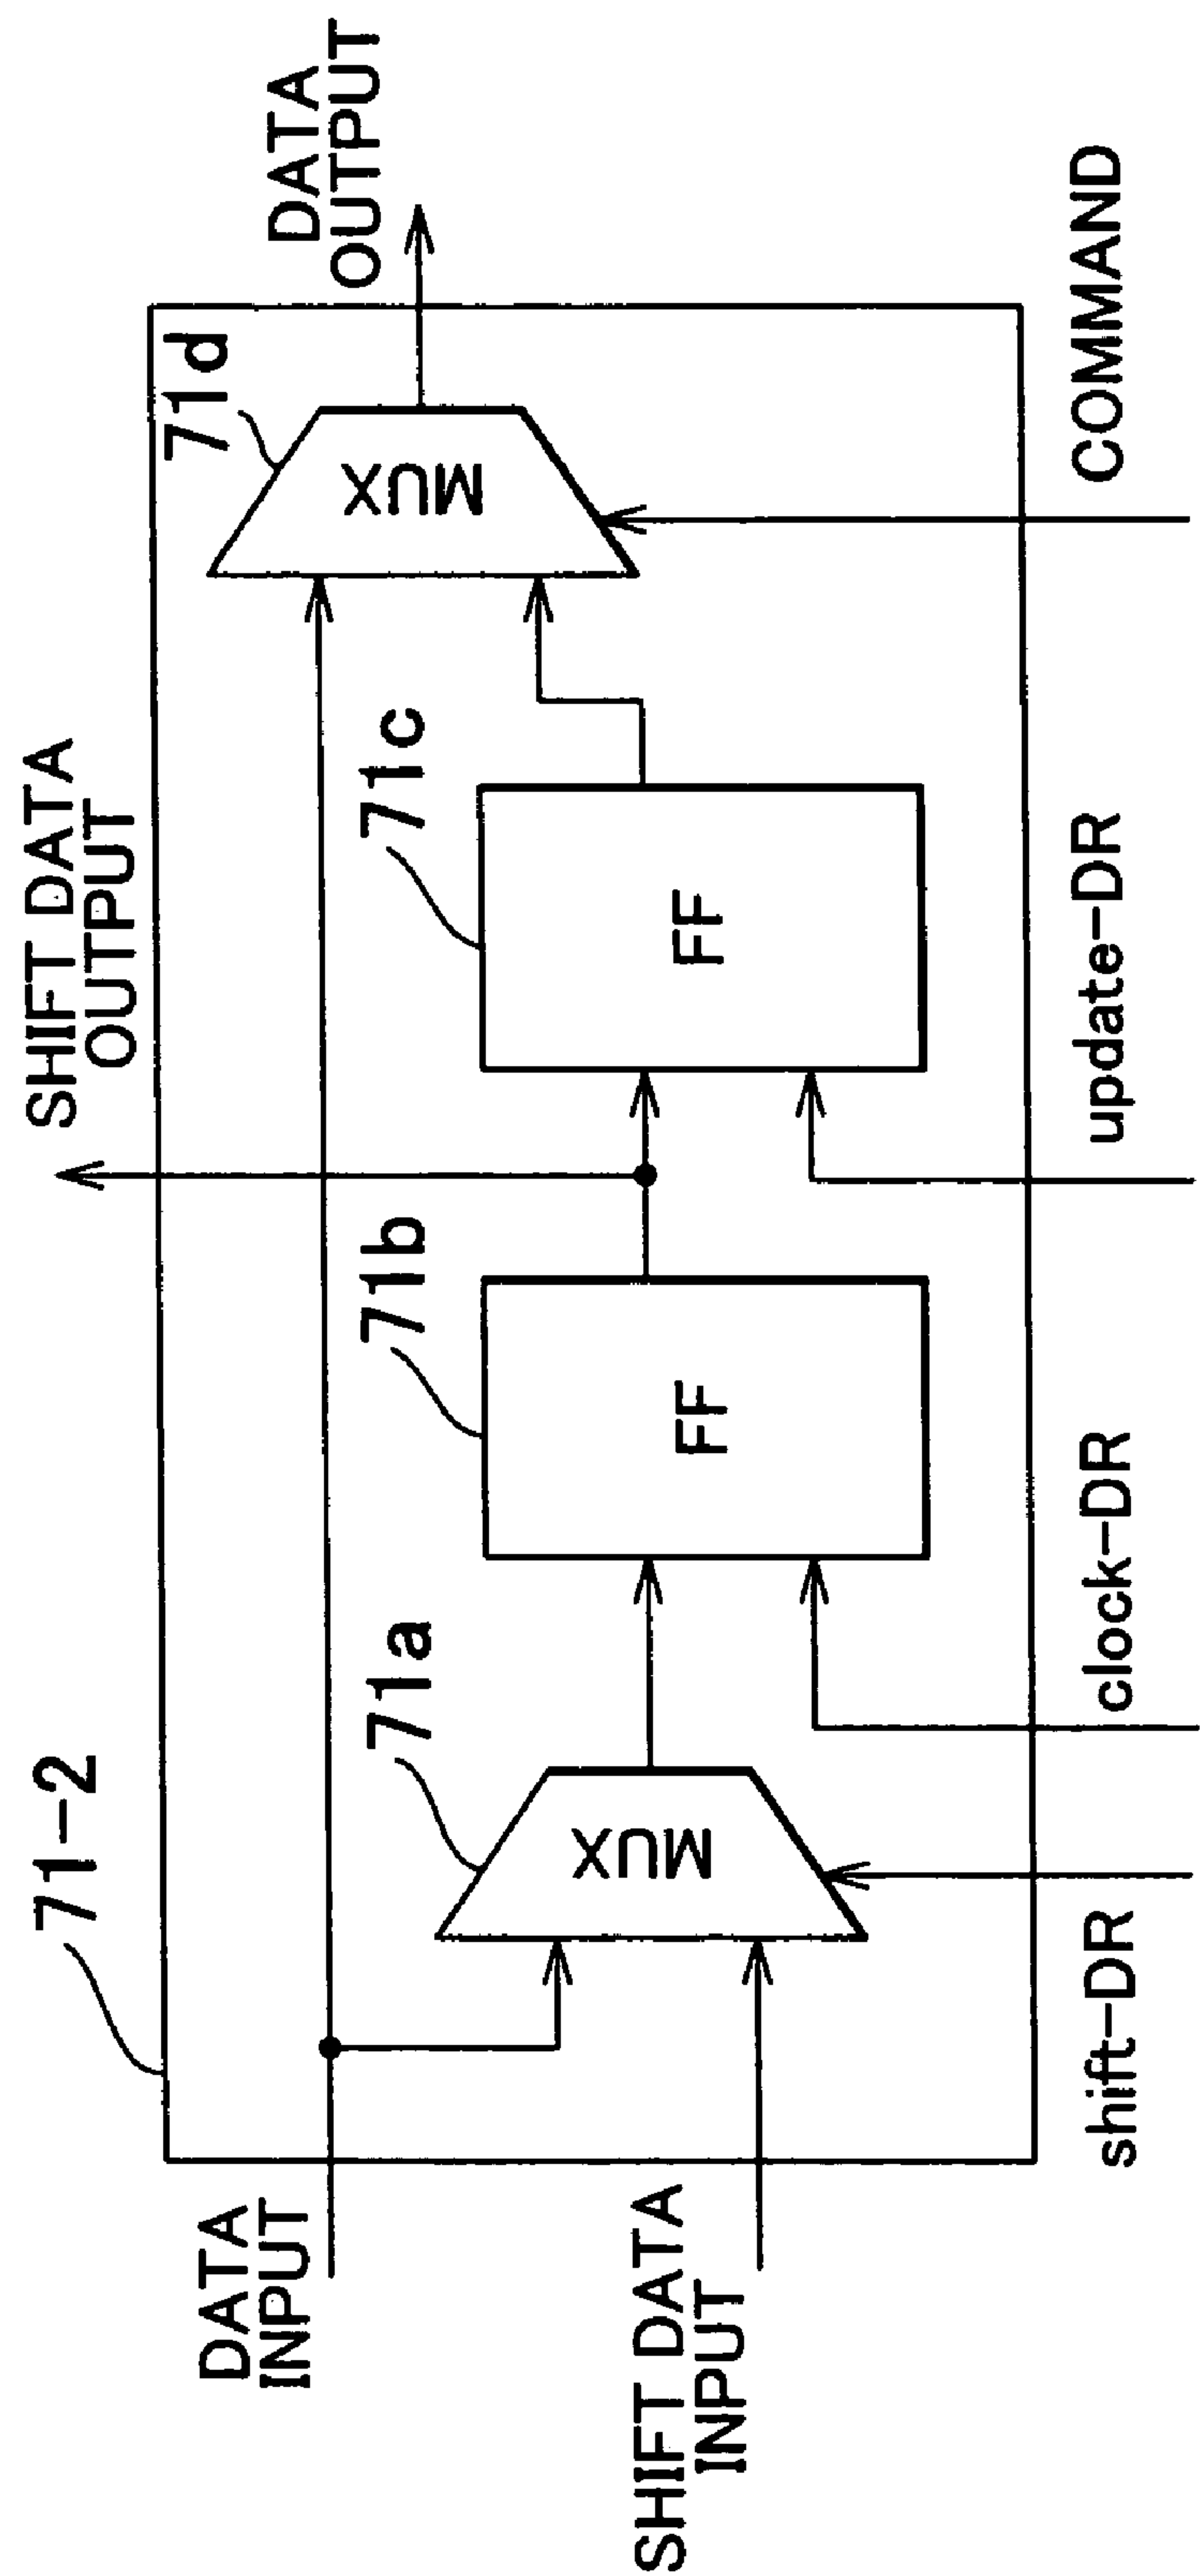 SHIFT DATA
OUTPUT
71-2
71d
DATA
OUTPUT
DATA
INPUT
71a
71b
71c
MUX
MUX
FF
FF
SHIFT DATA
INPUT
shift-DR
clock-DR
update-DR
COMMAND